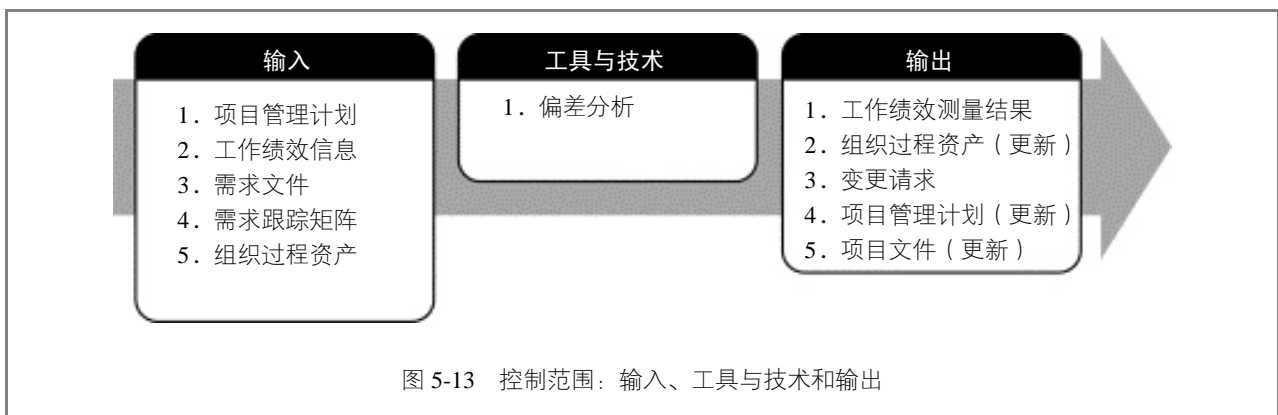 输入
1. 项目管理计划
2. 工作绩效信息
3. 需求文件
4. 需求跟踪矩阵
5. 组织过程资产
工具与技术
1. 偏差分析
输出
1. 工作绩效测量结果
2. 组织过程资产（更新）
3. 变更请求
4. 项目管理计划（更新）
5. 项目文件（更新）
图 5-13 控制范围：输入、工具与技术和输出